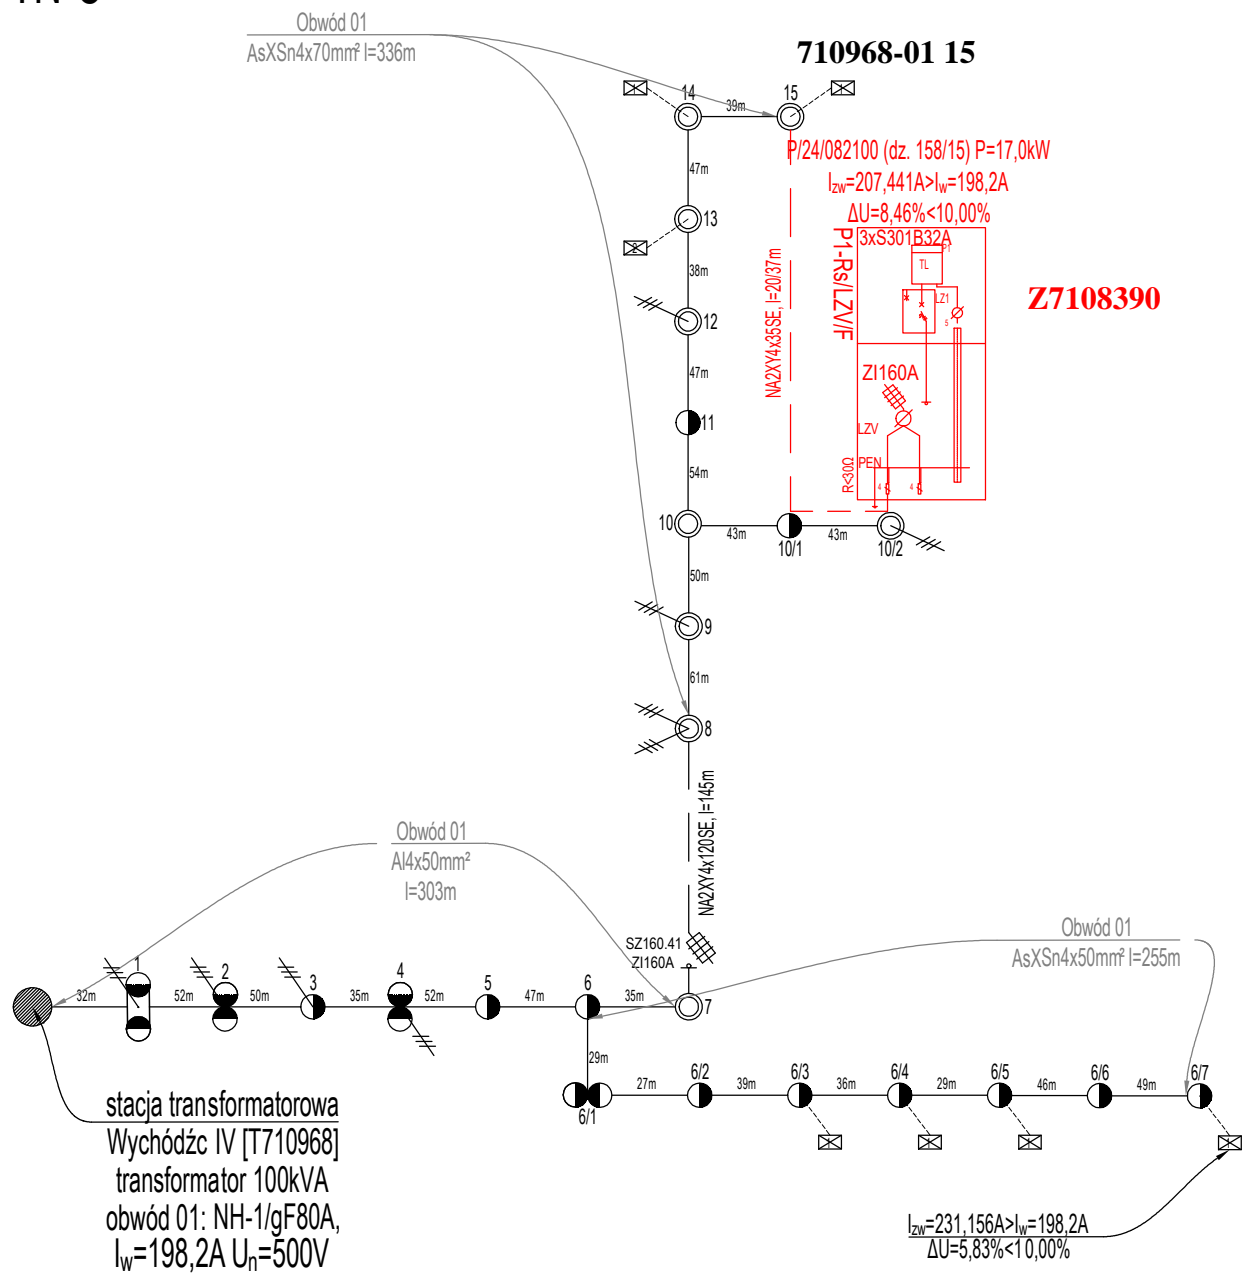 Obwód 01
AsXSn4x70mm² l=336m
710968-01 15
14
39m
15
P/24/082100 (dz. 158/15) P=17,0kW
Izw=207,441A>Iw=198,2A
ΔU=8,46%<10,00%
47m
13
2
38m
12
47m
11
54m
10
43m
10/1
43m
10/2
NA2XY4x35SE, l=20/37m
P1-Rs/LZV/F
3xS301B32A
P1
TL
LZ1
5
ZI160A
LZV
PEN
R<30Ω
4
4
Z7108390
50m
9
61m
8
NA2XY4x120SE, l=145m
Obwód 01
Al4x50mm²
l=303m
SZ160.41
ZI160A
Obwód 01
AsXSn4x50mm² l=255m
32m
1
52m
2
50m
3
35m
4
52m
5
47m
6
35m
7
29m
6/1
27m
6/2
39m
6/3
36m
6/4
29m
6/5
46m
6/6
49m
6/7
stacja transformatorowa
Wychódźc IV [T710968]
transformator 100kVA
obwód 01: NH-1/gF80A,
Iw=198,2A Un=500V
Izw=231,156A>Iw=198,2A
ΔU=5,83%<10,00%